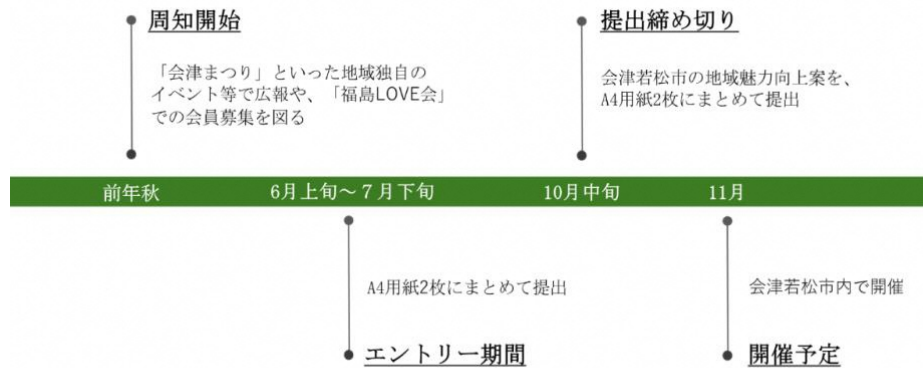 周知開始
「会津まつり」といった地域独自の
イベント等で広報や、「福島LOVE会」
での会員募集を図る
提出締め切り
会津若松市の地域魅力向上案を、
A4用紙2枚にまとめて提出
前年秋
6月上旬～７月下旬
10月中旬
11月
A4用紙2枚にまとめて提出
エントリー期間
会津若松市内で開催
開催予定